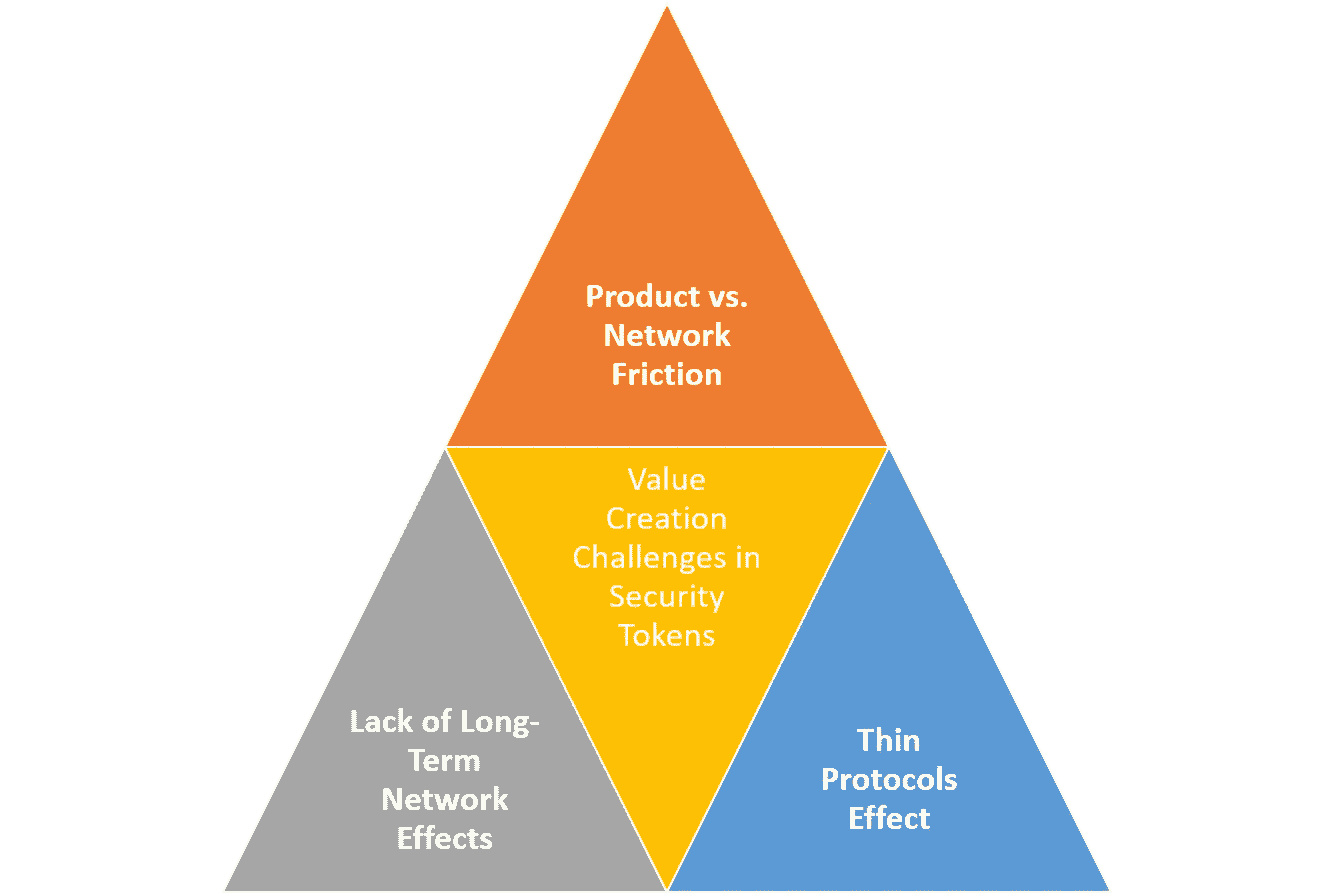 Product vs.
Network
Friction
Value
Creation
Challenges in
Security
Tokens
Lack of Long-
Term
Network
Effects
Thin
Protocols
Effect